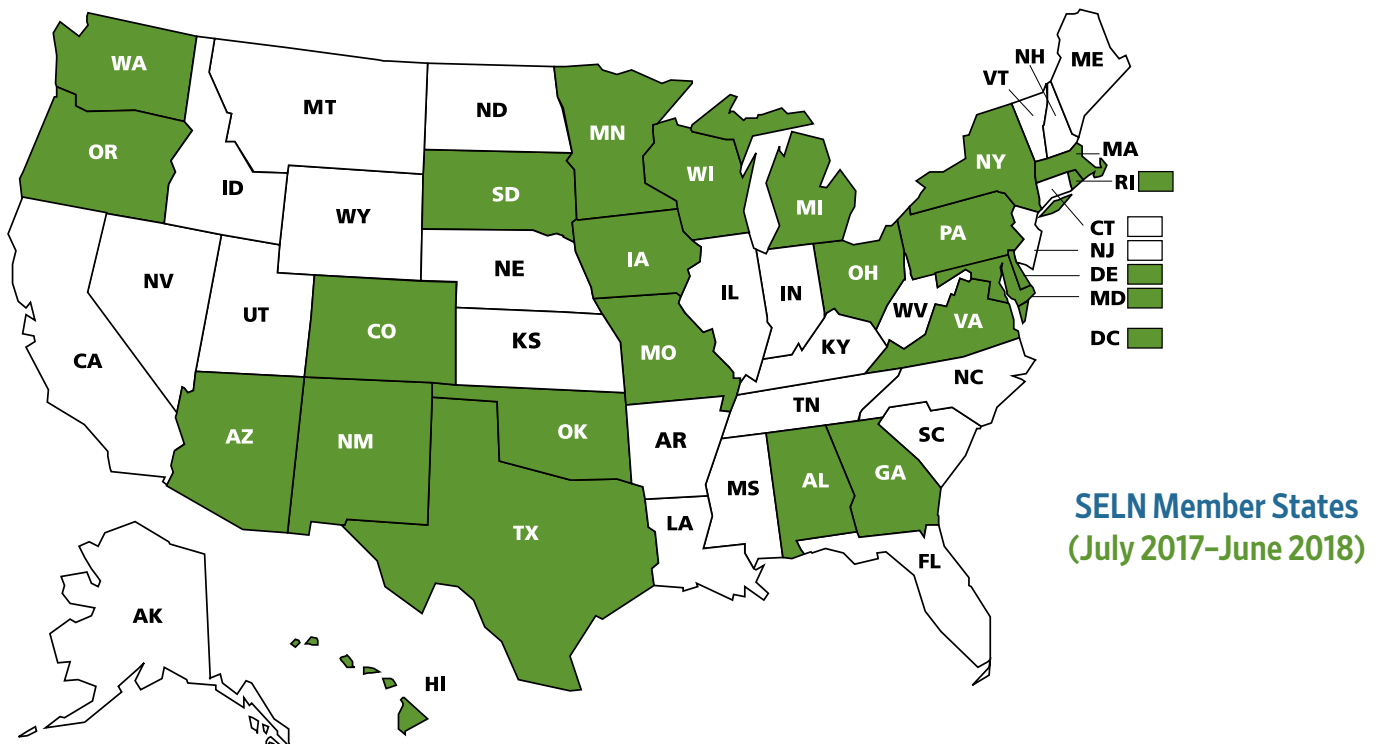 WA
MT
ND
MN
OR
ID
WY
SD
WI
MI
NY
VT
NH
ME
MA
RI
CT
NJ
DE
MD
DC
CA
NV
UT
CO
NE
KS
IA
MO
IL
IN
OH
PA
WV
VA
KY
NC
TN
SC
AZ
NM
OK
AR
TX
LA
MS
AL
GA
FL
AK
HI
SELN Member States
(July 2017–June 2018)